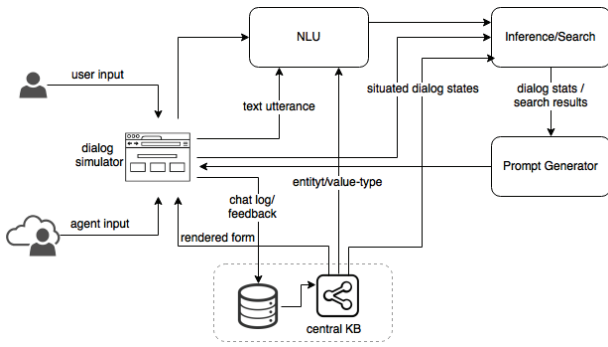 NLU
Inference/Search
user input
text utterance
situated dialog states
dialog stats /
search results
dialog
simulator
Prompt Generator
entityt/value-type
chat log/
feedback
agent input
rendered form
central KB